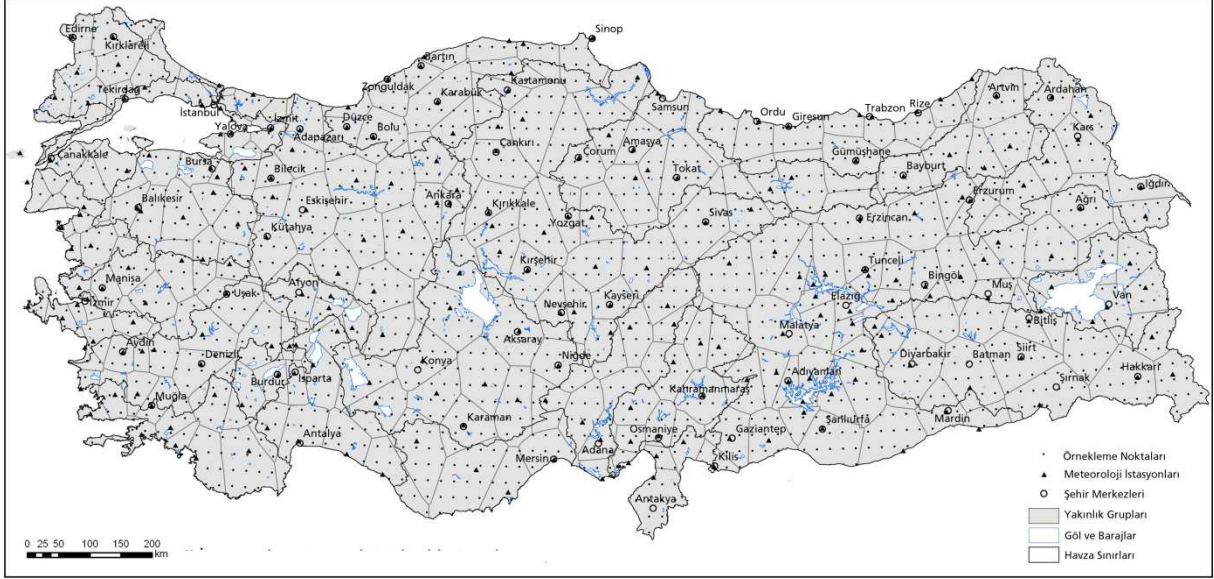 Sinop
Edirne
Kırklareli
Bartın
Zonguldak
Kastamonu
Karabük
Tekirdağ
İstanbul
Samsun
Ordu
Giresun
Trabzon
Rize
Artvin
Ardahan
Yalova
İzmit
Adapazarı
Düzce
Bolu
Kars
Çanakkale
Bursa
Bilecik
Çankırı
Çorum
Amasya
Tokat
Gümüşhane
Bayburt
Erzurum
Iğdır
Ağrı
Balıkesir
Eskişehir
Ankara
Kırıkkale
Yozgat
Sivas
Erzincan
Kütahya
Manisa
İzmir
Uşak
Afyon
Kırşehir
Nevşehir
Kayseri
Tunceli
Bingöl
Muş
Elazığ
Van
Bitlis
Malatya
Aydın
Denizli
Burdur
Isparta
Konya
Aksaray
Niğde
Adıyaman
Diyarbakır
Batman
Siirt
Şırnak
Hakkari
Muğla
Kahramanmaraş
Mardin
Şanlıurfa
Gaziantep
Karaman
Antalya
Osmaniye
Adana
Mersin
Kilis
Antakya
Örnekleme Noktaları
Meteoroloji İstasyonları
Şehir Merkezleri
Yakınlık Grupları
Göl ve Barajlar
Havza Sınırları
0 25 50 100 150 200
km